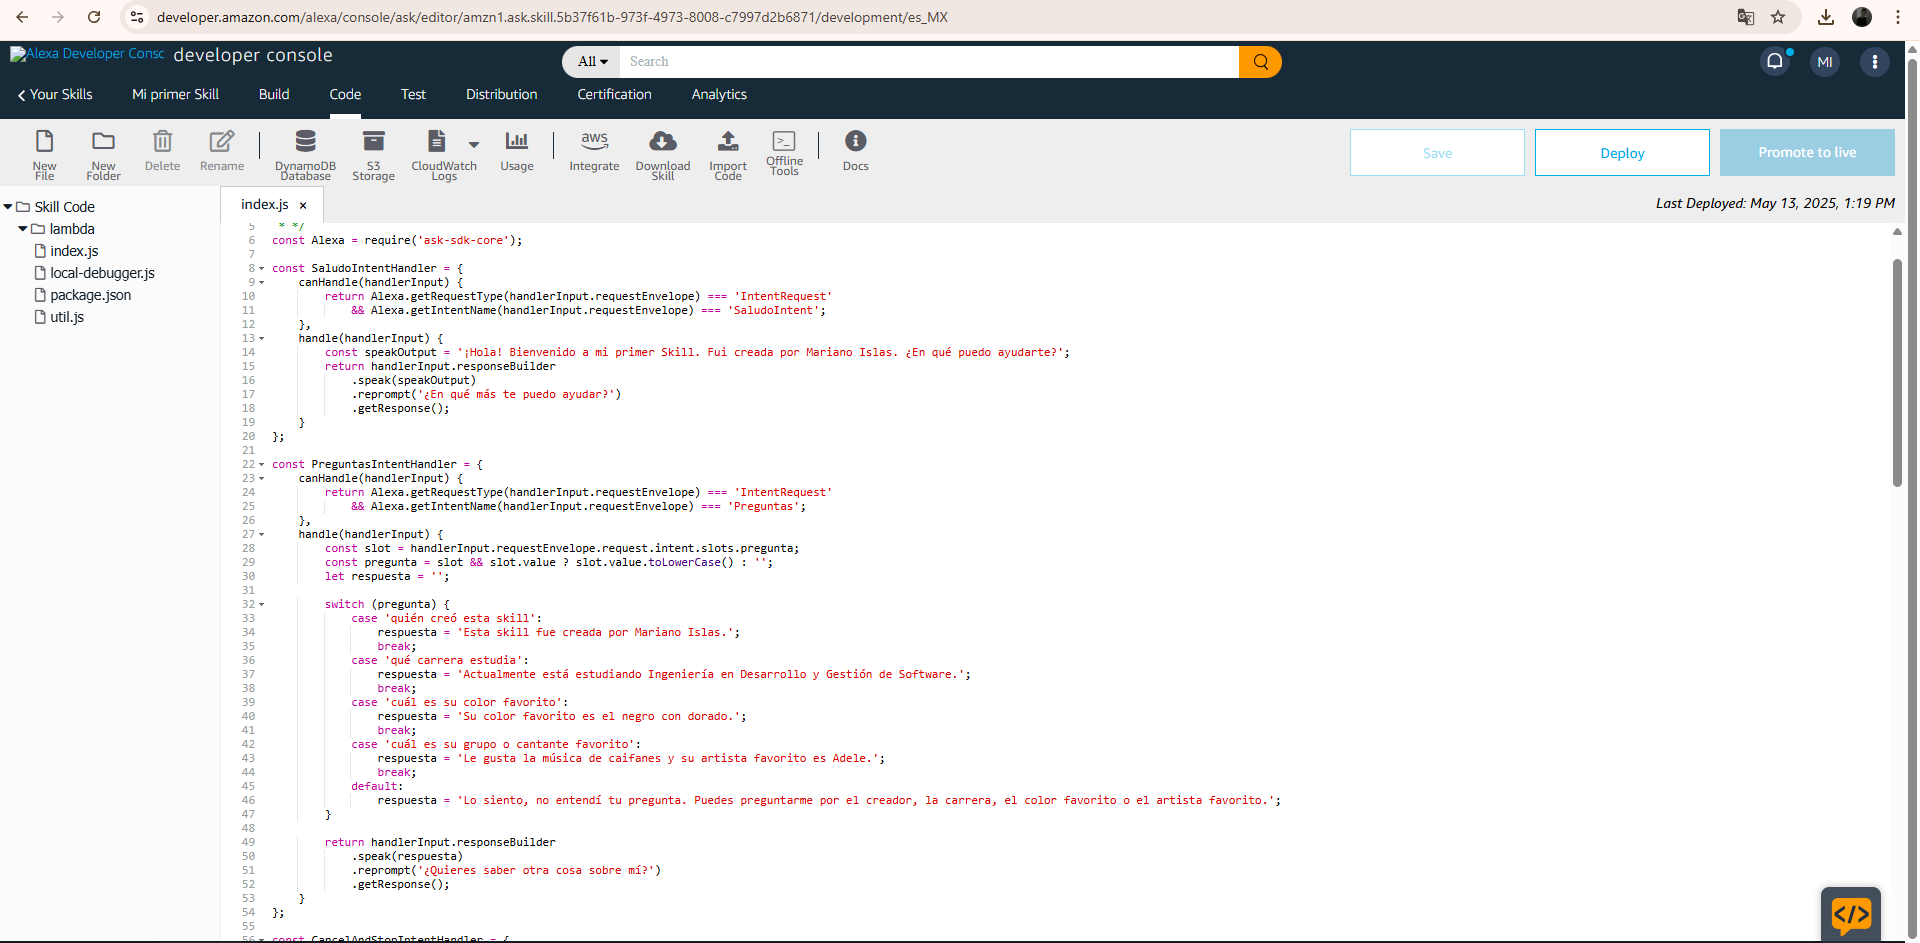 developer.amazon.com/alexa/console/ask/editor/amzn1.ask.skill.5b37f61b-973f-4973-8008-c7997d2b6871/development/es_MX
Alexa Developer Consc developer console
All Search
MI
Your Skills Mi primer Skill Build Code Test Distribution Certification Analytics
New File
New Folder
Delete
Rename
DynamoDB Database
S3 Storage
CloudWatch Logs
Usage
aws Integrate
Download Skill
Import Code
Offline Tools
Docs
Save
Deploy
Promote to live
Skill Code
lambda
index.js
local-debugger.js
package.json
util.js
index.js ×
Last Deployed: May 13, 2025, 1:19 PM
5 * */
6 const Alexa = require('ask-sdk-core');
7
8 const SaludoIntentHandler = {
9 canHandle(handlerInput) {
10 return Alexa.getRequestType(handlerInput.requestEnvelope) === 'IntentRequest'
11 && Alexa.getIntentName(handlerInput.requestEnvelope) === 'SaludoIntent';
12 },
13 handle(handlerInput) {
14 const speakOutput = '¡Hola! Bienvenido a mi primer Skill. Fui creada por Mariano Islas. ¿En qué puedo ayudarte?';
15 return handlerInput.responseBuilder
16 .speak(speakOutput)
17 .reprompt('¿En qué más te puedo ayudar?')
18 .getResponse();
19 }
20 };
21
22 const PreguntasIntentHandler = {
23 canHandle(handlerInput) {
24 return Alexa.getRequestType(handlerInput.requestEnvelope) === 'IntentRequest'
25 && Alexa.getIntentName(handlerInput.requestEnvelope) === 'Preguntas';
26 },
27 handle(handlerInput) {
28 const slot = handlerInput.requestEnvelope.request.intent.slots.pregunta;
29 const pregunta = slot && slot.value ? slot.value.toLowerCase() : '';
30 let respuesta = '';
31
32 switch (pregunta) {
33 case 'quién creó esta skill':
34 respuesta = 'Esta skill fue creada por Mariano Islas.';
35 break;
36 case 'qué carrera estudia':
37 respuesta = 'Actualmente está estudiando Ingeniería en Desarrollo y Gestión de Software.';
38 break;
39 case 'cuál es su color favorito':
40 respuesta = 'Su color favorito es el negro con dorado.';
41 break;
42 case 'cuál es su grupo o cantante favorito':
43 respuesta = 'Le gusta la música de caifanes y su artista favorito es Adele.';
44 break;
45 default:
46 respuesta = 'Lo siento, no entendí tu pregunta. Puedes preguntarme por el creador, la carrera, el color favorito o el artista favorito.';
47 }
48
49 return handlerInput.responseBuilder
50 .speak(respuesta)
51 .reprompt('¿Quieres saber otra cosa sobre mí?')
52 .getResponse();
53 }
54 };
55
56 const CancelAndStopIntentHandler = {